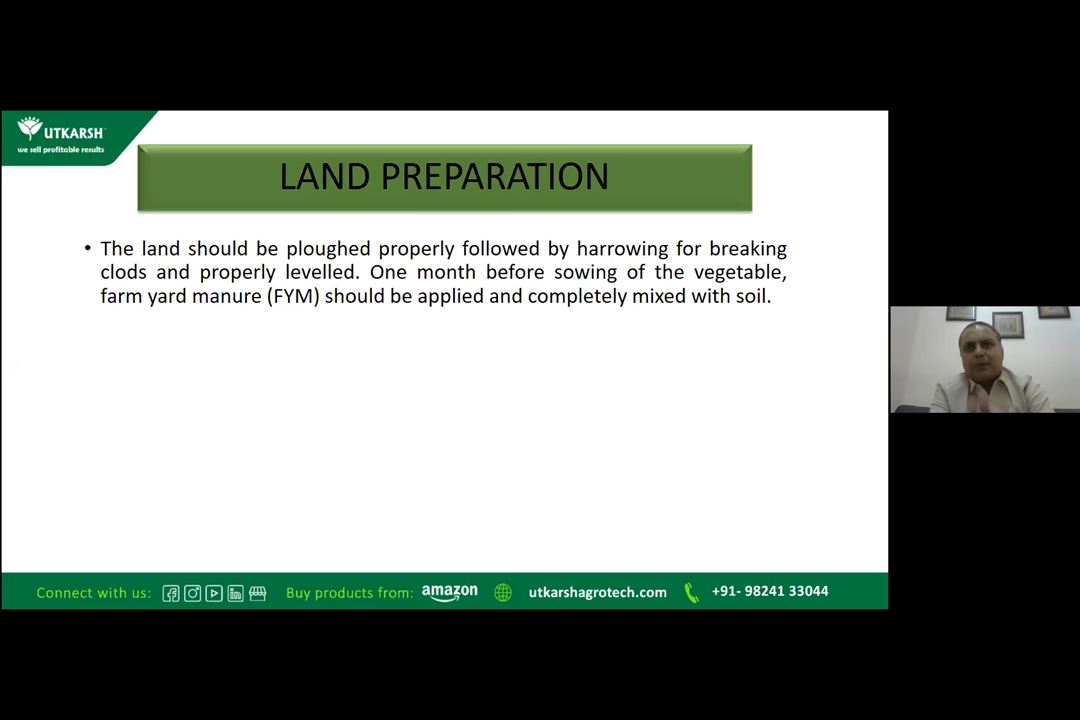 UTKARSH
we sell profitable results
LAND PREPARATION
• The land should be ploughed properly followed by harrowing for breaking
clods and properly levelled. One month before sowing of the vegetable,
farm yard manure (FYM) should be applied and completely mixed with soil.
Connect with us: Buy products from: amazon utkarshagrotech.com +91- 98241 33044